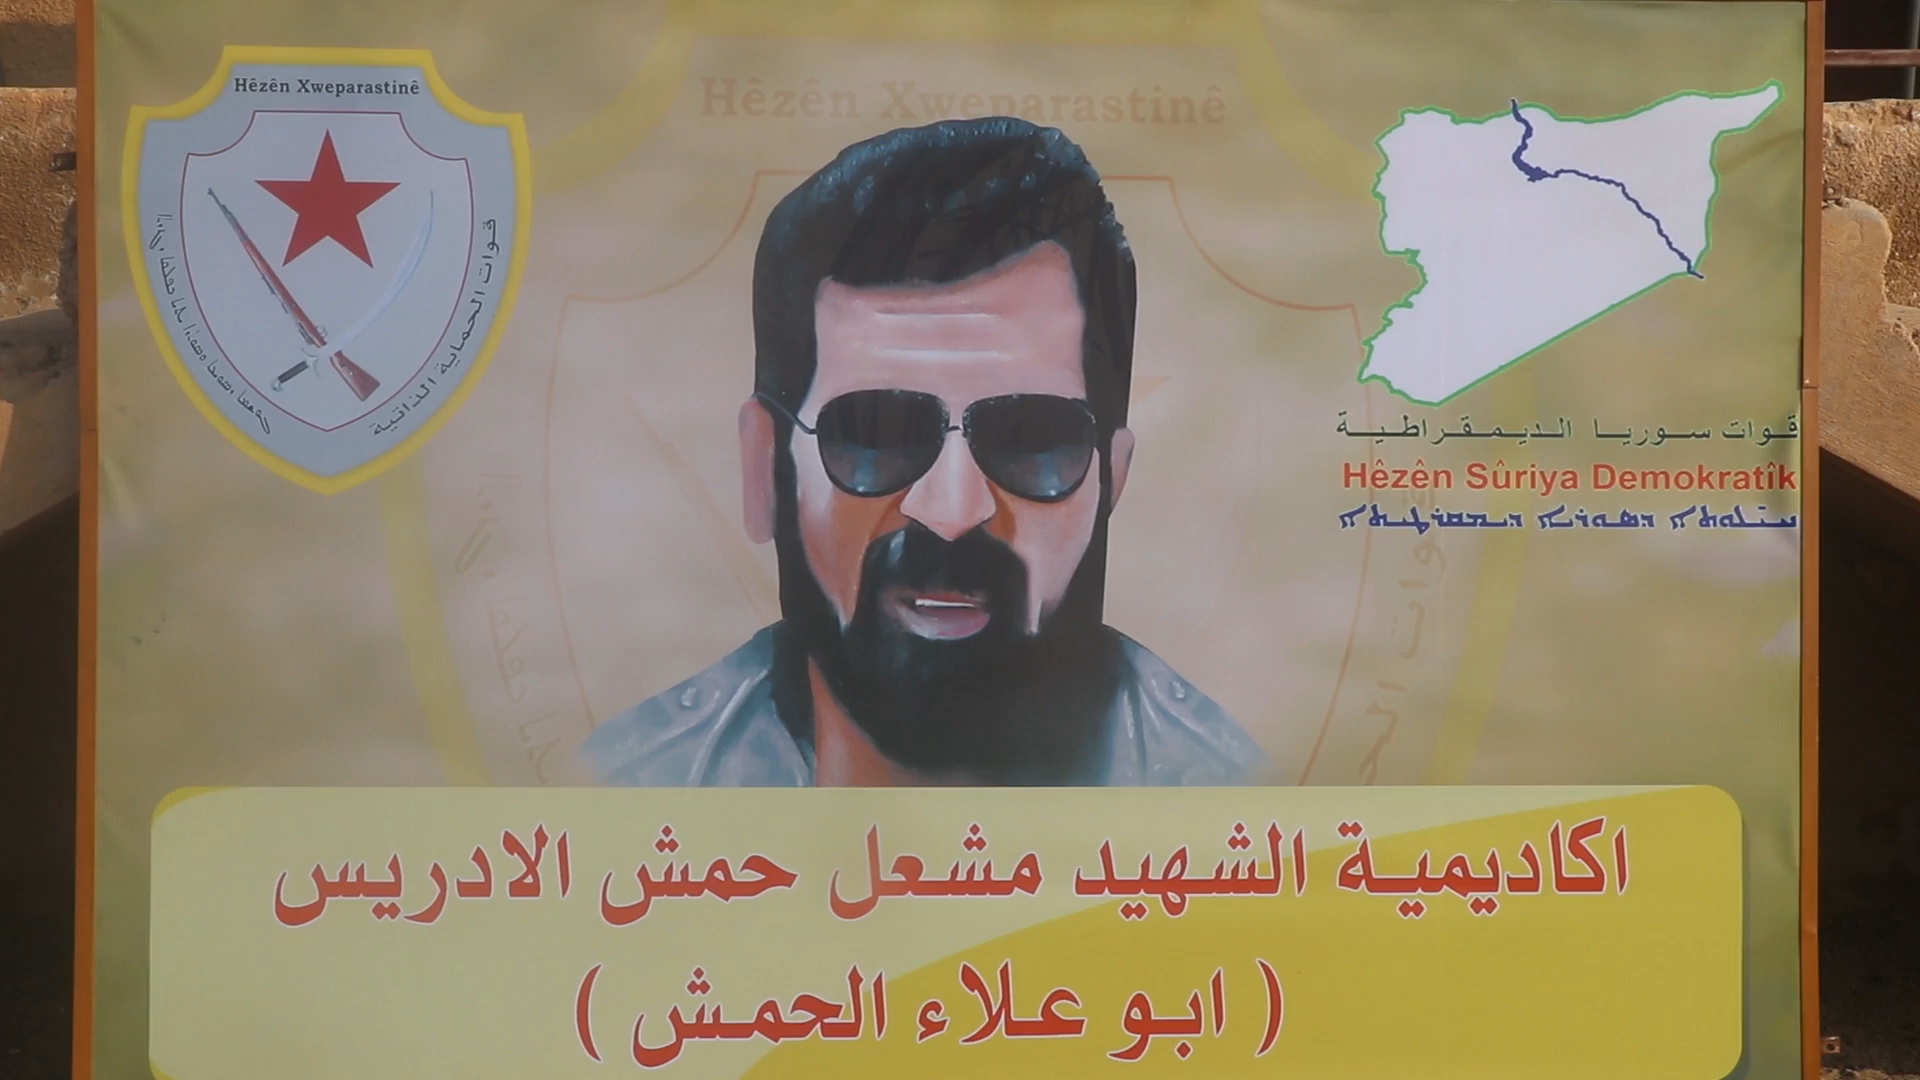 Hêzên Xweparastinê
قوات الحماية الذاتية
Hêzên Xweparastinê
قوات سوريا الديمقراطية
Hêzên Sûriya Demokratîk
اكاديمية الشهيد مشعل حمش الادريس
( ابو علاء الحمش )